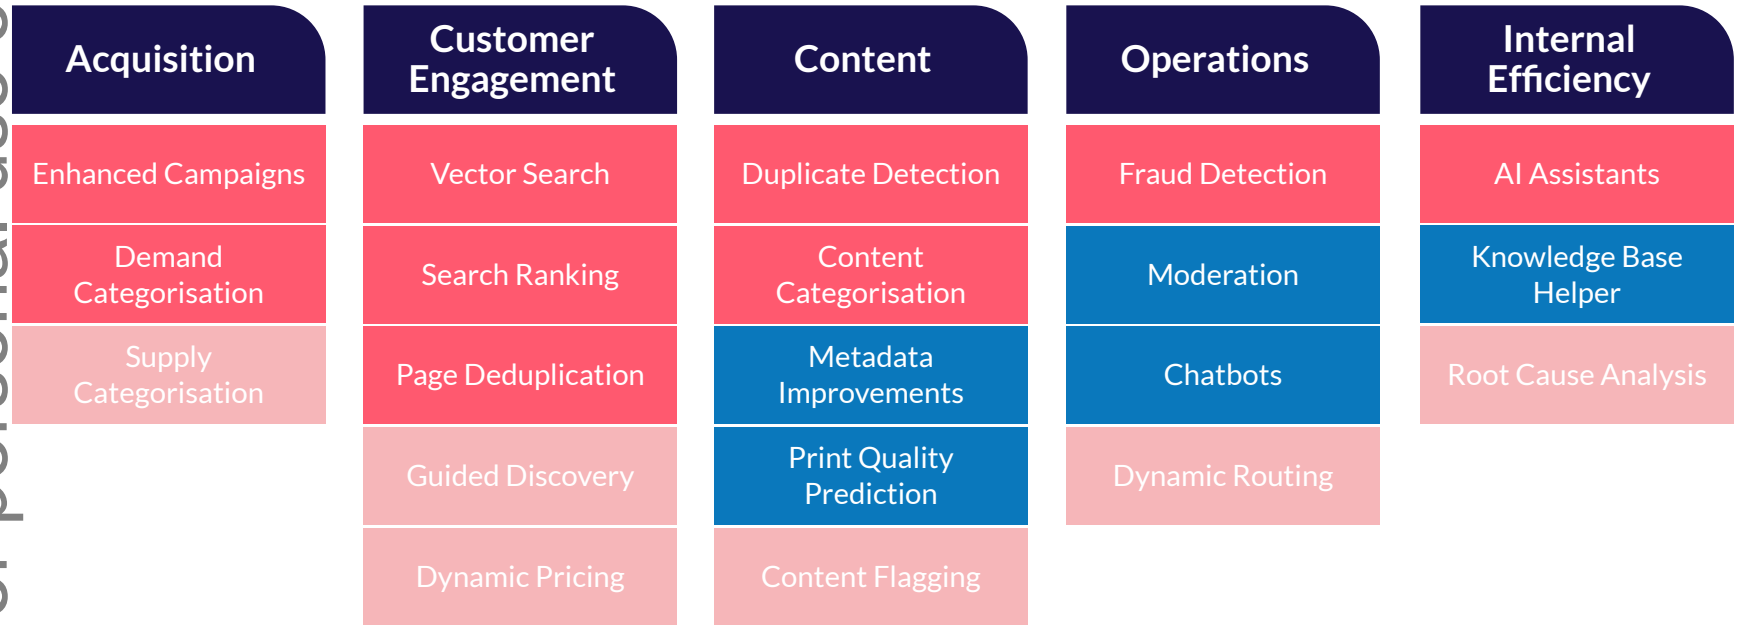 Acquisition
Enhanced Campaigns
Demand
Categorisation
Supply
Categorisation
Customer
Engagement
Vector Search
Search Ranking
Page Deduplication
Guided Discovery
Dynamic Pricing
Content
Duplicate Detection
Content
Categorisation
Metadata
Improvements
Print Quality
Prediction
Content Flagging
Operations
Fraud Detection
Moderation
Chatbots
Dynamic Routing
Internal
Efficiency
AI Assistants
Knowledge Base
Helper
Root Cause Analysis